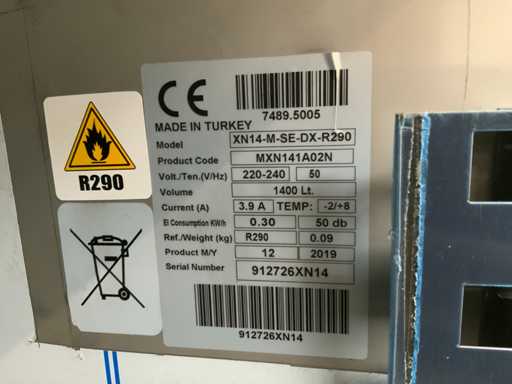 CE
7489.5005
MADE IN TURKEY
Model XN14-M-SE-DX-R290
Product Code MXN141A02N
Volt./Ten.(V/Hz) 220-240 50
Volume 1400 Lt.
Current (A) 3.9 A TEMP: -2/+8
El Consumption KW/h 0.30 50 db
Ref./Weight (kg) R290 0.09
Product M/Y 12 2019
Serial Number 912726XN14
912726XN14
R290